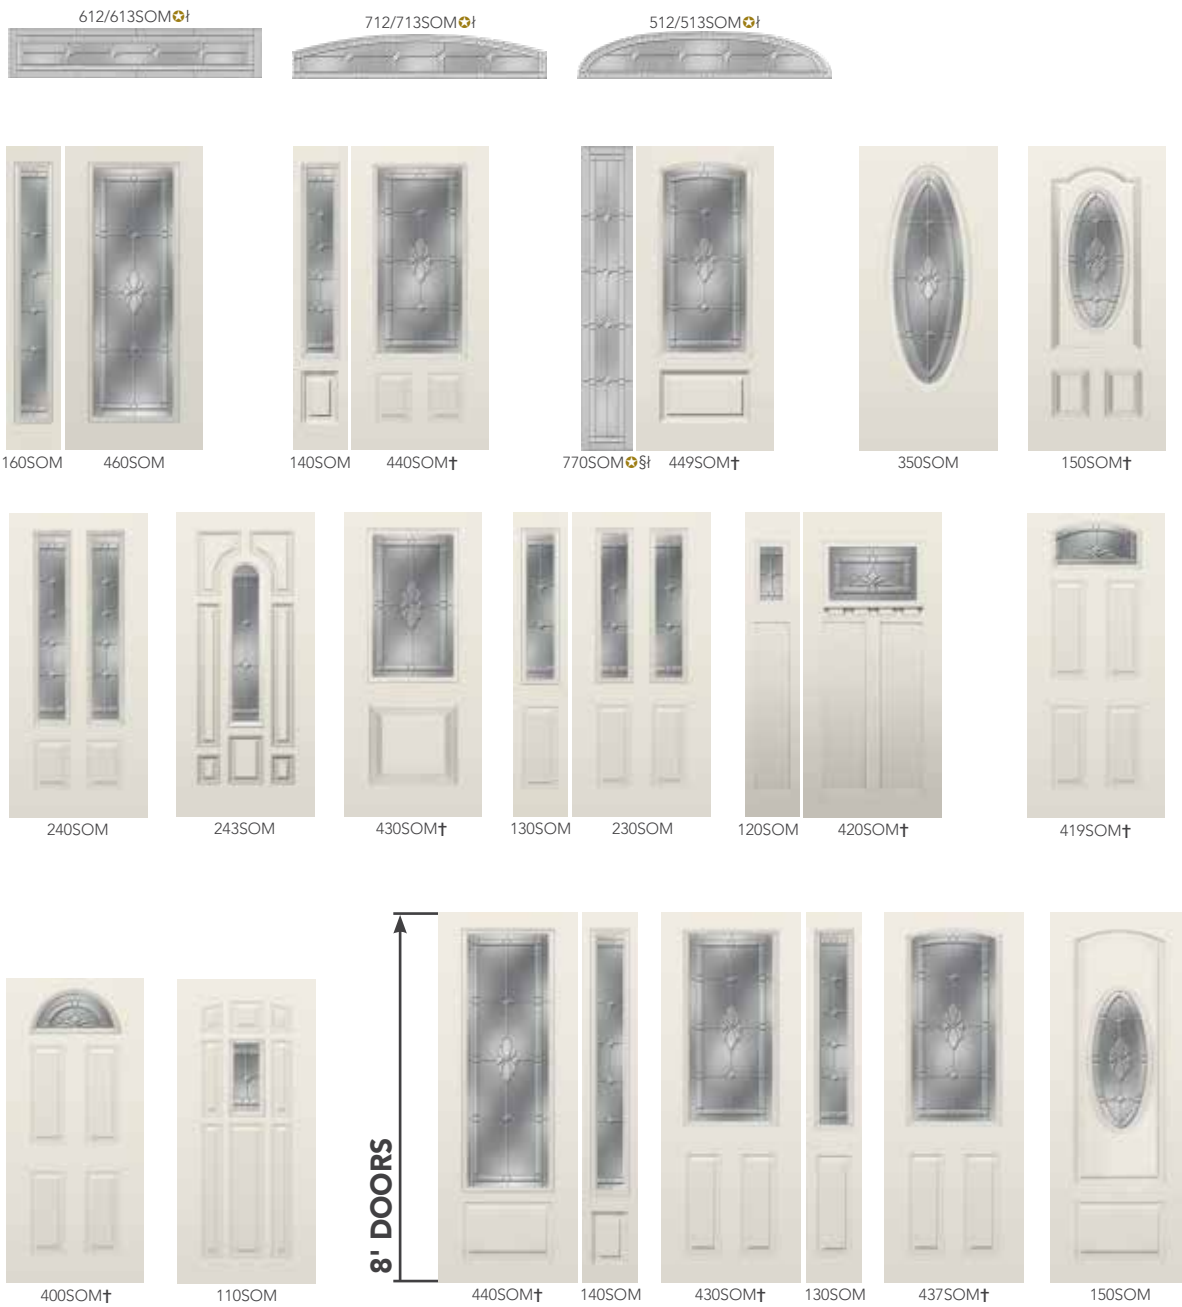 612/613SOM✪ł
712/713SOM✪ł
512/513SOM✪ł
160SOM
460SOM
140SOM
440SOM†
770SOM✪§ł
449SOM†
350SOM
150SOM†
240SOM
243SOM
430SOM†
130SOM
230SOM
120SOM
420SOM†
419SOM†
8' DOORS
400SOM†
110SOM
440SOM†
140SOM
430SOM†
130SOM
437SOM†
150SOM